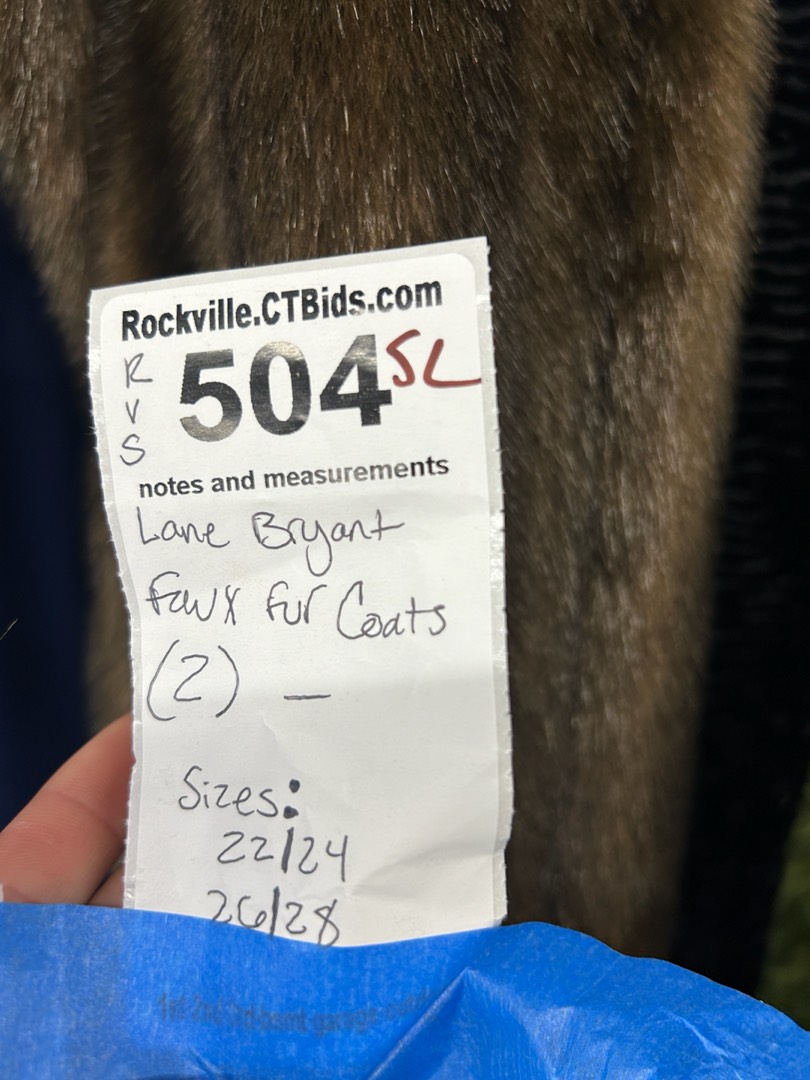 Rockville.CTBids.com
R
V
S
504 SL
notes and measurements
Lane Bryant
Faux fur Coats
(2) —
Sizes:
22/24
26/28